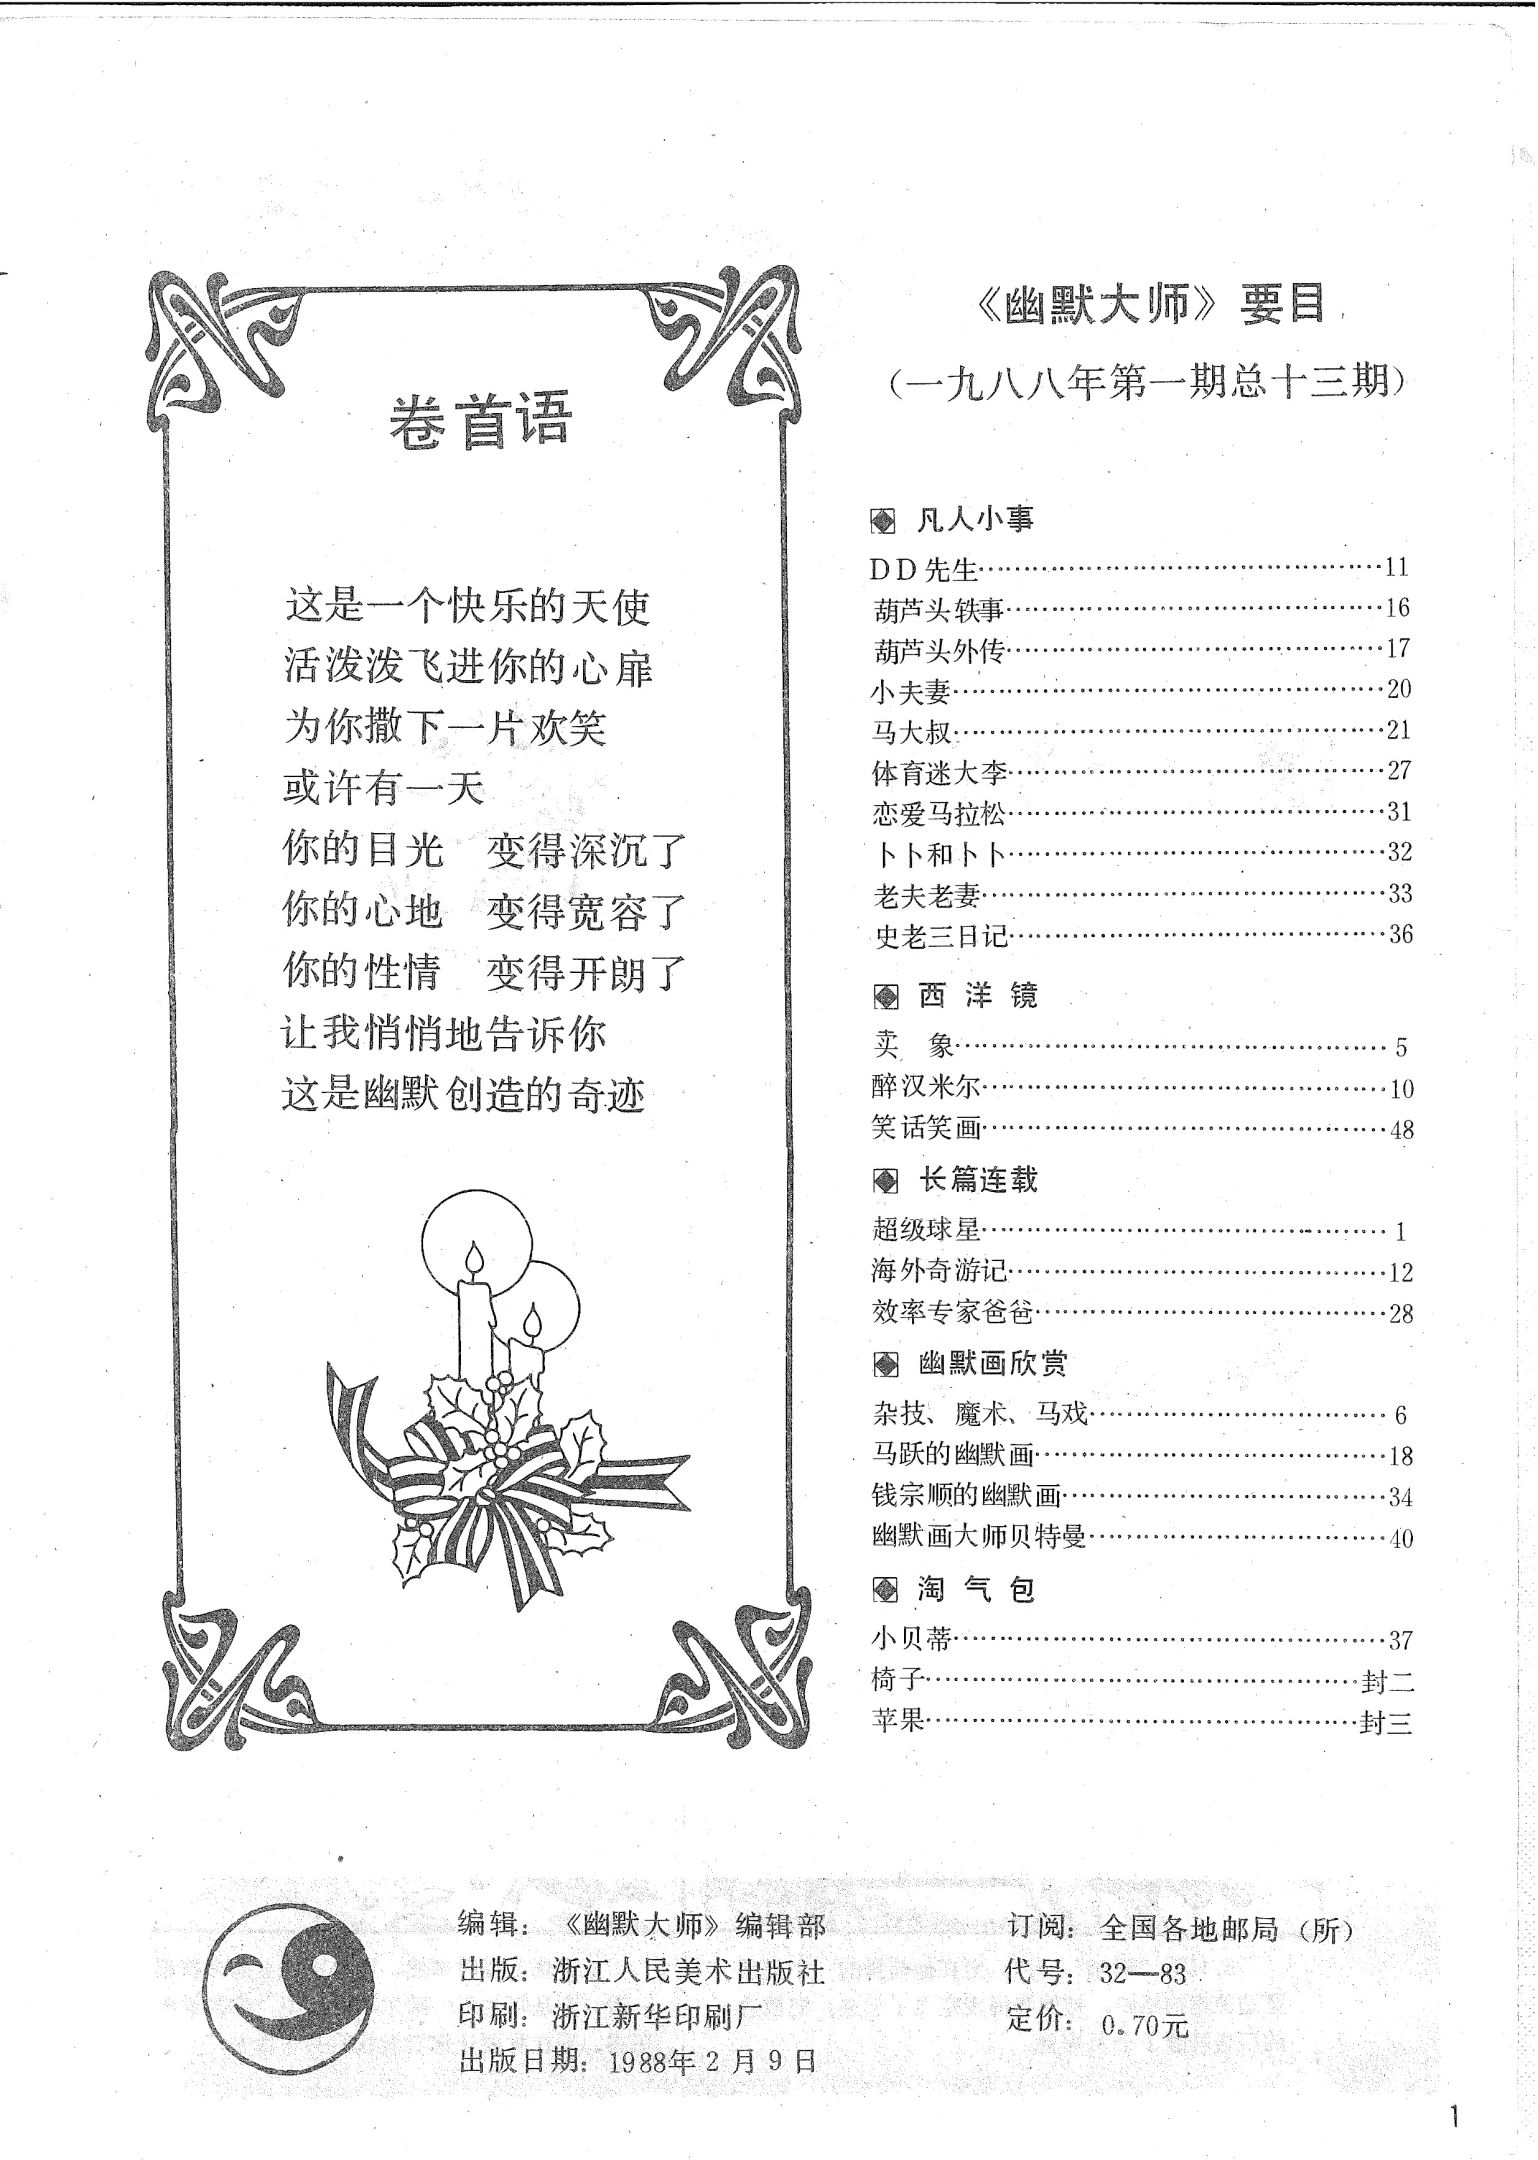 卷首语
这是一个快乐的天使
活泼泼飞进你的心扉
为你撒下一片欢笑
或许有一天
你的目光　变得深沉了
你的心地　变得宽容了
你的性情　变得开朗了
让我悄悄地告诉你
这是幽默创造的奇迹
《幽默大师》要目
（一九八八年第一期总十三期）
凡人小事
DD先生……………………………………11
葫芦头轶事…………………………………16
葫芦头外传…………………………………17
小夫妻………………………………………20
马大叔………………………………………21
体育迷大李…………………………………27
恋爱马拉松…………………………………31
卜卜和卜卜…………………………………32
老夫老妻……………………………………33
史老三日记…………………………………36
西洋镜
卖　象………………………………………5
醉汉米尔……………………………………10
笑话笑画……………………………………48
长篇连载
超级球星……………………………………1
海外奇游记…………………………………12
效率专家爸爸………………………………28
幽默画欣赏
杂技、魔术、马戏…………………………6
马跃的幽默画………………………………18
钱宗顺的幽默画……………………………34
幽默画大师贝特曼…………………………40
淘气包
小贝蒂………………………………………37
椅子………………………………………封二
苹果………………………………………封三
编辑：《幽默大师》编辑部
出版：浙江人民美术出版社
印刷：浙江新华印刷厂
出版日期：1988年2月9日
订阅：全国各地邮局（所）
代号：32—83
定价：0.70元
1